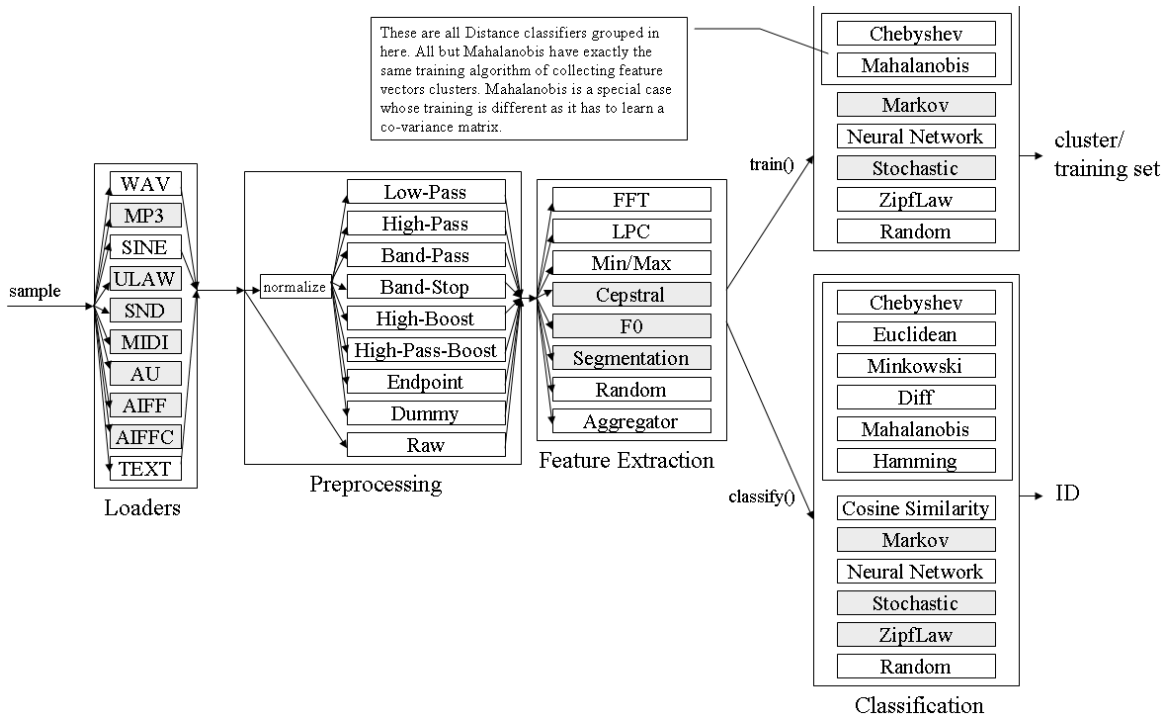 These are all Distance classifiers grouped in
here. All but Mahalanobis have exactly the
same training algorithm of collecting feature
vectors clusters. Mahalanobis is a special case
whose training is different as it has to learn a
co-variance matrix.
sample
WAV
MP3
SINE
ULAW
SND
MIDI
AU
AIFF
AIFFC
TEXT
Loaders
normalize
Low-Pass
High-Pass
Band-Pass
Band-Stop
High-Boost
High-Pass-Boost
Endpoint
Dummy
Raw
Preprocessing
FFT
LPC
Min/Max
Cepstral
F0
Segmentation
Random
Aggregator
Feature Extraction
train()
classify()
Chebyshev
Mahalanobis
Markov
Neural Network
Stochastic
ZipfLaw
Random
cluster/
training set
Chebyshev
Euclidean
Minkowski
Diff
Mahalanobis
Hamming
Cosine Similarity
Markov
Neural Network
Stochastic
ZipfLaw
Random
ID
Classification